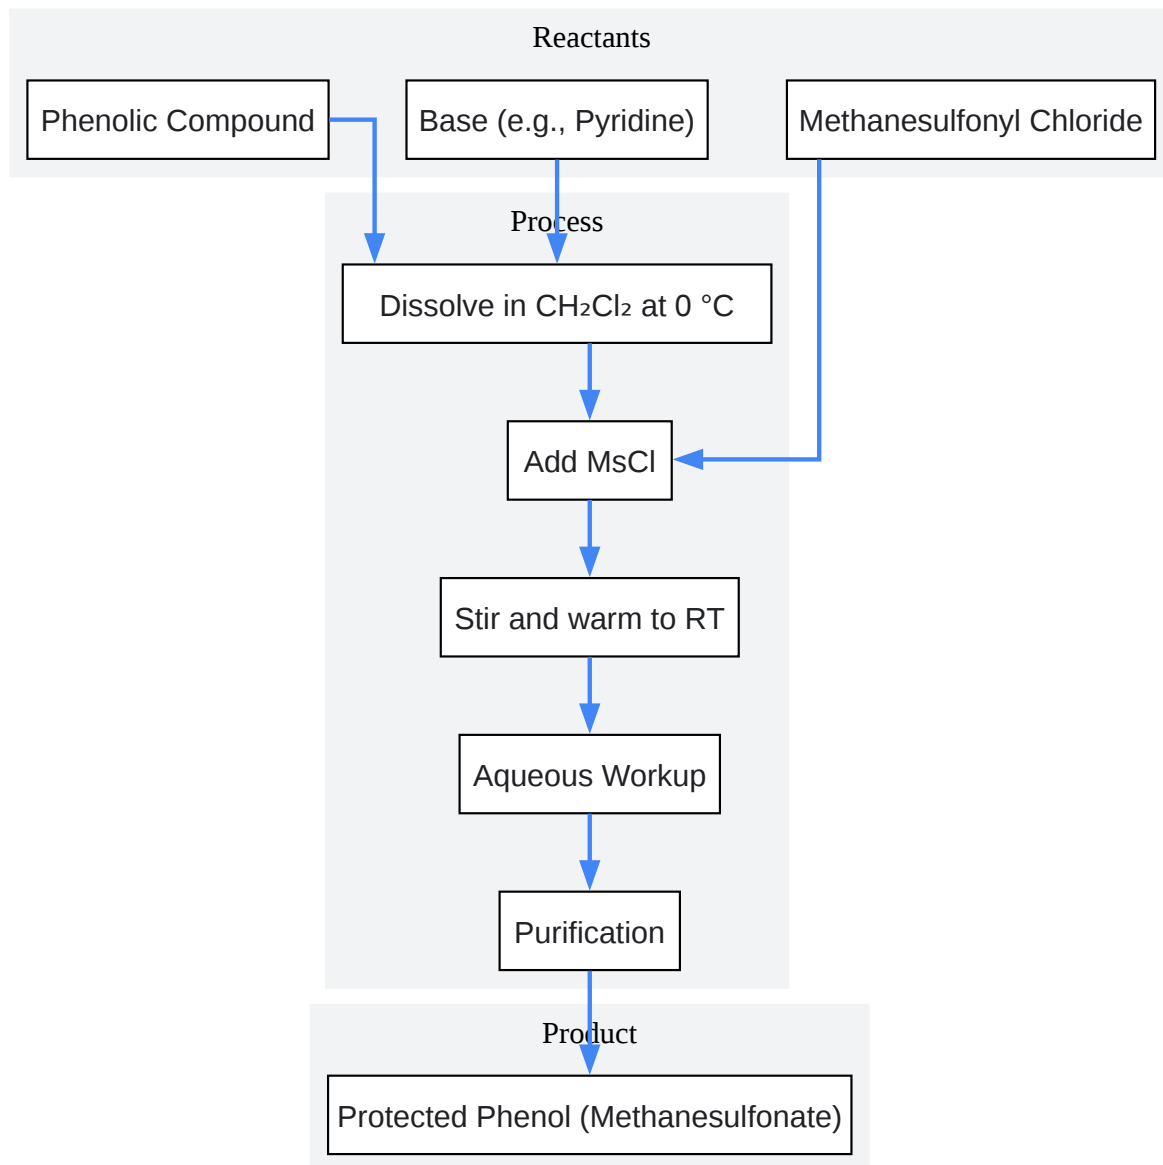 Reactants
Phenolic Compound
Base (e.g., Pyridine)
Methanesulfonyl Chloride
Process
Dissolve in CH₂Cl₂ at 0 °C
Add MsCl
Stir and warm to RT
Aqueous Workup
Purification
Product
Protected Phenol (Methanesulfonate)